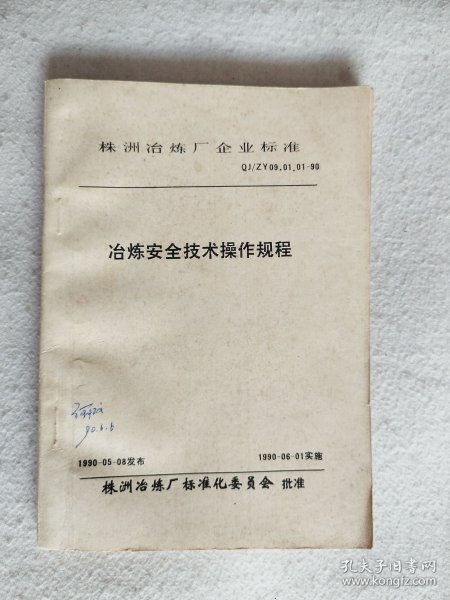 株洲冶炼厂企业标准
QJ/ZY09.01.01-90
冶炼安全技术操作规程
90.6.6
1990-05-08发布
1990-06-01实施
株洲冶炼厂标准化委员会 批准
孔夫子旧书网
www.kongfz.com